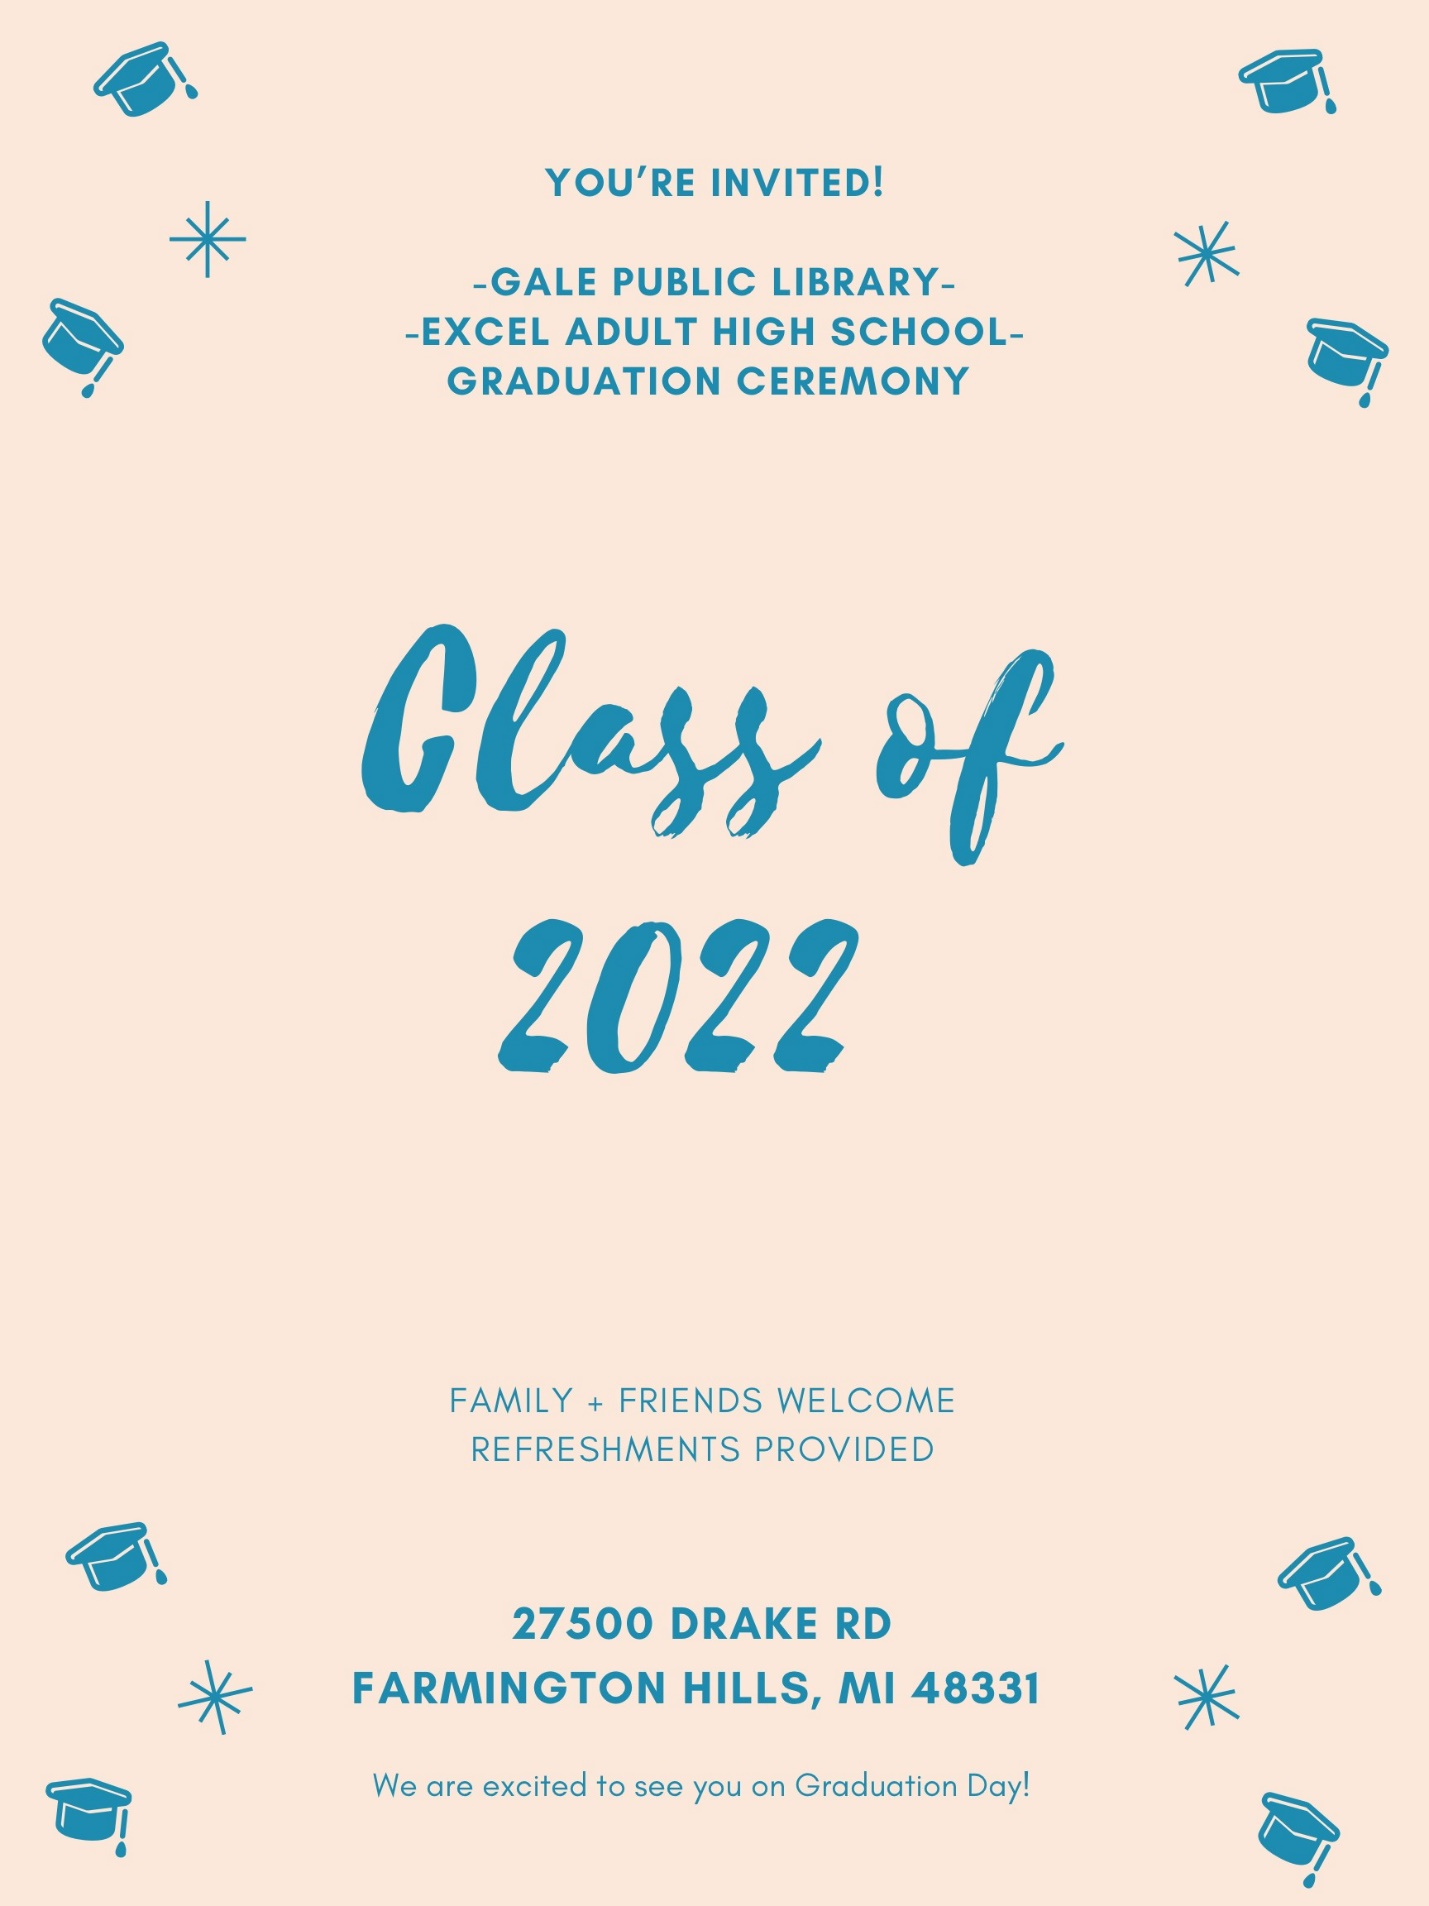 YOU’RE INVITED!
-GALE PUBLIC LIBRARY-
-EXCEL ADULT HIGH SCHOOL-
GRADUATION CEREMONY
Class of
2022
FAMILY + FRIENDS WELCOME
REFRESHMENTS PROVIDED
27500 DRAKE RD
FARMINGTON HILLS, MI 48331
We are excited to see you on Graduation Day!